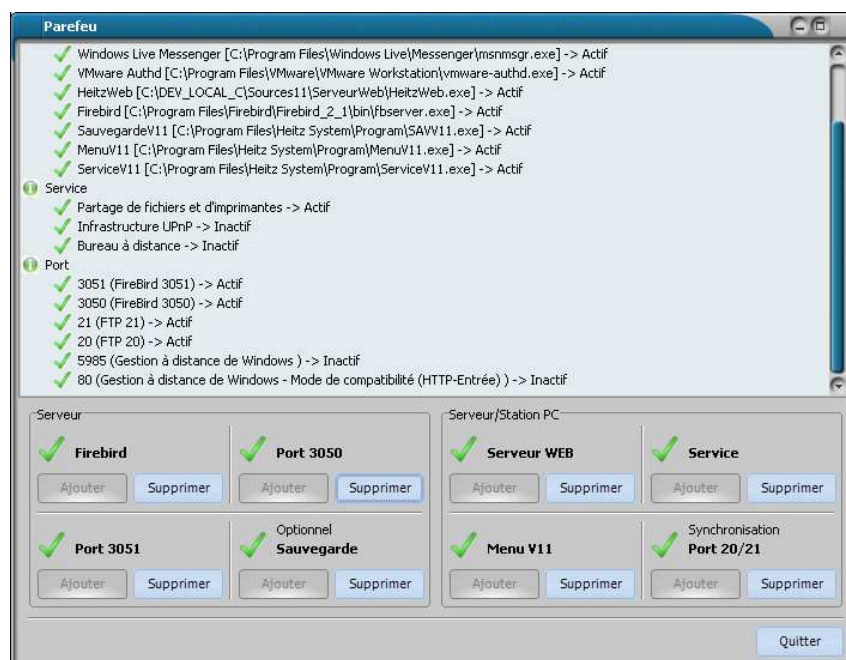 Parefeu
Windows Live Messenger [C:\Program Files\Windows Live\Messenger\msnmsgr.exe] -> Actif
VMware Authd [C:\Program Files\VMware\VMware Workstation\vmware-authd.exe] -> Actif
HeitzWeb [C:\DEV_LOCAL_C\Sources11\ServeurWeb\HeitzWeb.exe] -> Actif
Firebird [C:\Program Files\Firebird\Firebird_2_1\bin\fbserver.exe] -> Actif
SauvegardeV11 [C:\Program Files\Heitz System\Program\SAVV11.exe] -> Actif
MenuV11 [C:\Program Files\Heitz System\Program\MenuV11.exe] -> Actif
ServiceV11 [C:\Program Files\Heitz System\Program\ServiceV11.exe] -> Actif
Service
Partage de fichiers et d'imprimantes -> Actif
Infrastructure UPnP -> Inactif
Bureau à distance -> Inactif
Port
3051 (FireBird 3051) -> Actif
3050 (FireBird 3050) -> Actif
21 (FTP 21) -> Actif
20 (FTP 20) -> Actif
5985 (Gestion à distance de Windows ) -> Inactif
80 (Gestion à distance de Windows - Mode de compatibilité (HTTP-Entrée) ) -> Inactif
Serveur
Firebird
Ajouter Supprimer
Port 3050
Ajouter Supprimer
Port 3051
Ajouter Supprimer
Optionnel
Sauvegarde
Ajouter Supprimer
Serveur/Station PC
Serveur WEB
Ajouter Supprimer
Service
Ajouter Supprimer
Menu V11
Ajouter Supprimer
Synchronisation
Port 20/21
Ajouter Supprimer
Quitter